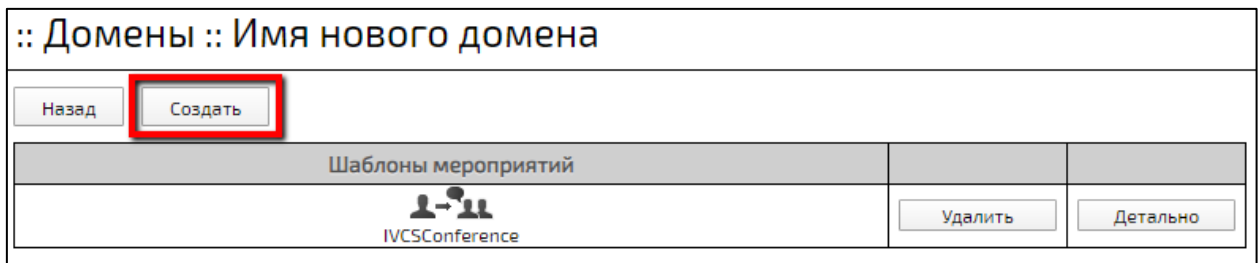 :: Домены :: Имя нового домена
Назад Создать
Шаблоны мероприятий
IVCSConference Удалить Детально